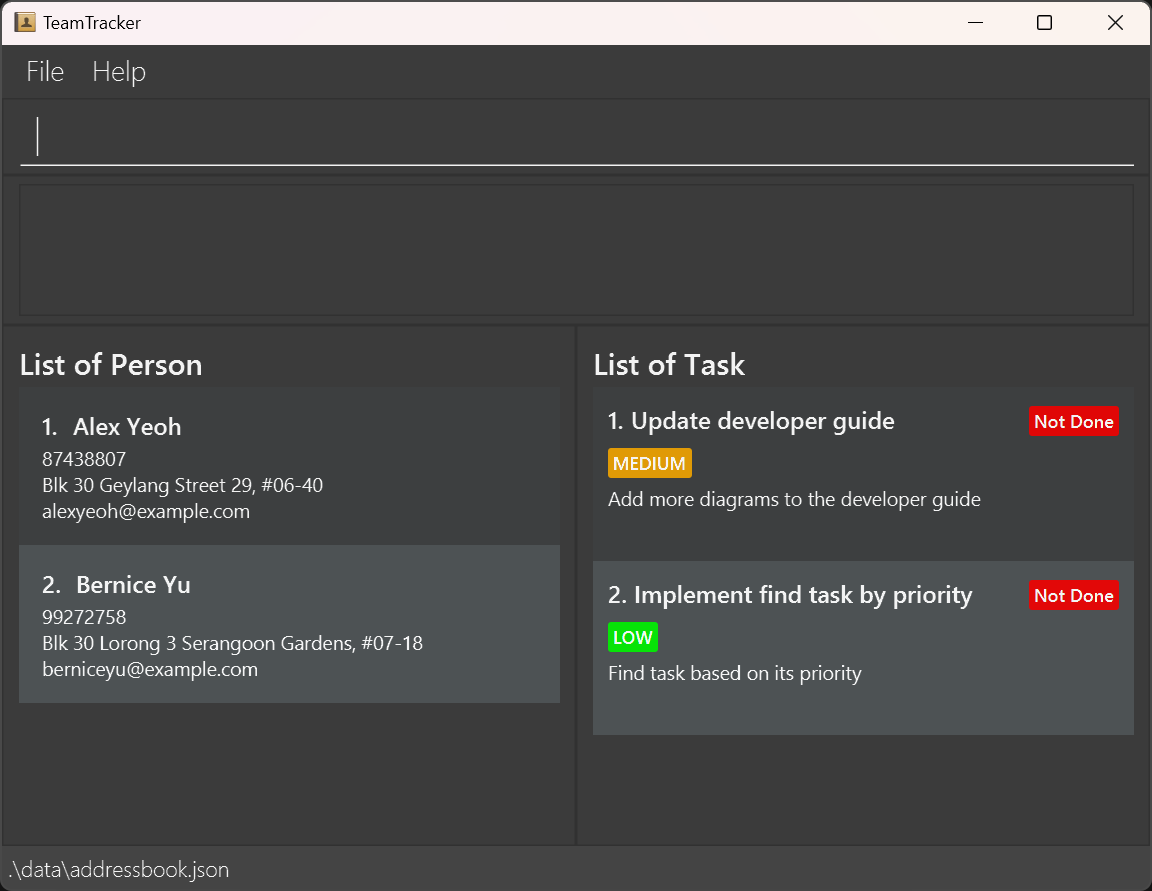 TeamTracker
File Help
List of Person
1. Alex Yeoh
87438807
Blk 30 Geylang Street 29, #06-40
alexyeoh@example.com
2. Bernice Yu
99272758
Blk 30 Lorong 3 Serangoon Gardens, #07-18
berniceyu@example.com
List of Task
1. Update developer guide
Not Done
MEDIUM
Add more diagrams to the developer guide
2. Implement find task by priority
Not Done
LOW
Find task based on its priority
.\data\addressbook.json